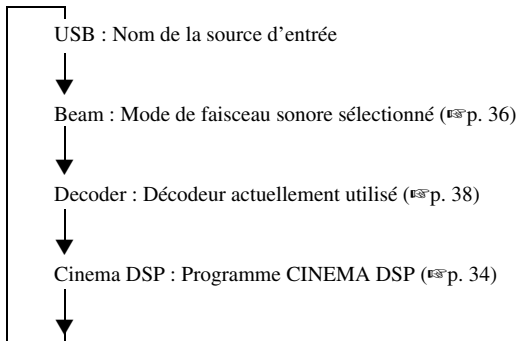 USB : Nom de la source d'entrée
Beam : Mode de faisceau sonore sélectionné (☞p. 36)
Decoder : Décodeur actuellement utilisé (☞p. 38)
Cinema DSP : Programme CINEMA DSP (☞p. 34)